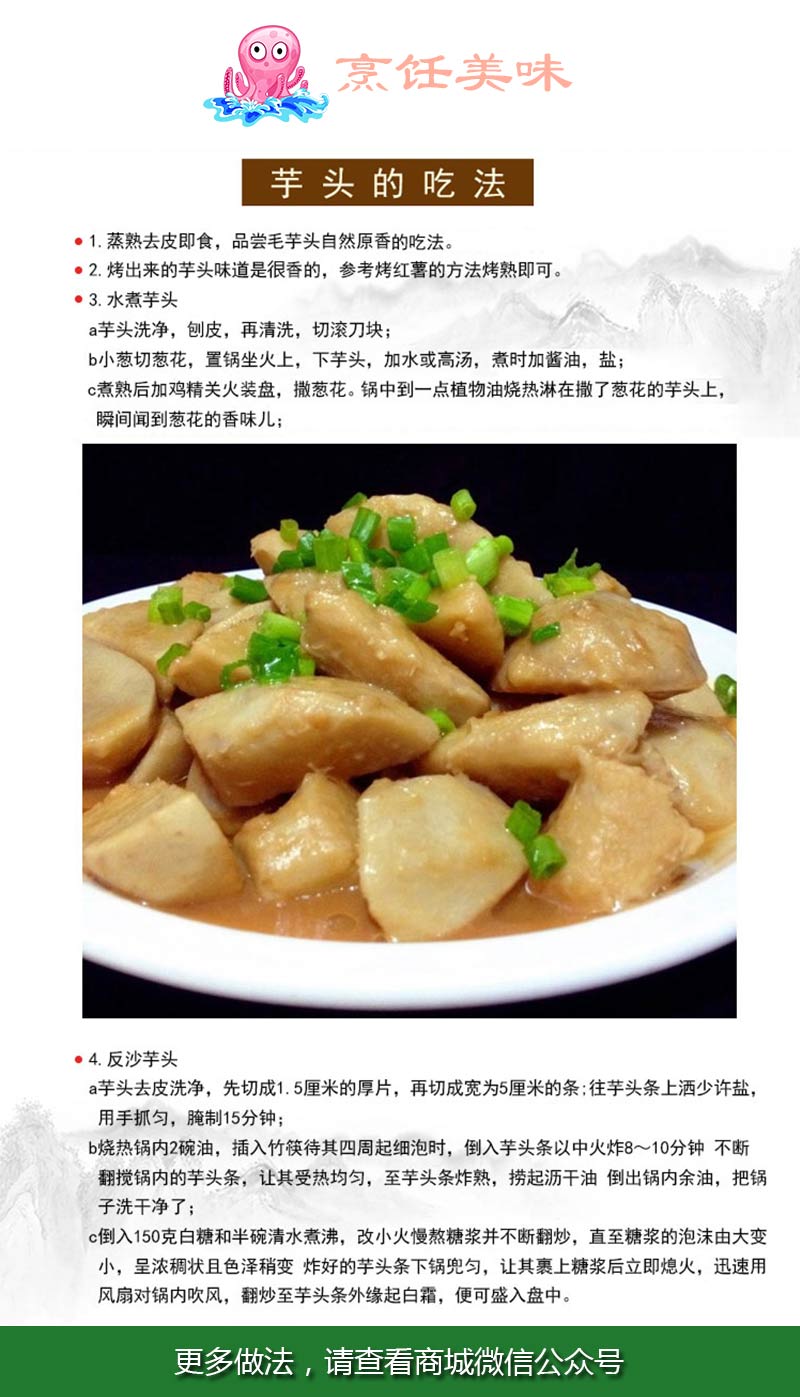 烹饪美味
芋头的吃法
1. 蒸熟去皮即食，品尝毛芋头自然原香的吃法。
2. 烤出来的芋头味道是很香的，参考烤红薯的方法烤熟即可。
3. 水煮芋头
a芋头洗净，刨皮，再清洗，切滚刀块；
b小葱切葱花，置锅坐火上，下芋头，加水或高汤，煮时加酱油，盐；
c煮熟后加鸡精关火装盘，撒葱花。锅中到一点植物油烧热淋在撒了葱花的芋头上，
瞬间闻到葱花的香味儿；
4. 反沙芋头
a芋头去皮洗净，先切成1.5厘米的厚片，再切成宽为5厘米的条;往芋头条上洒少许盐，
用手抓匀，腌制15分钟；
b烧热锅内2碗油，插入竹筷待其四周起细泡时，倒入芋头条以中火炸8～10分钟 不断
翻搅锅内的芋头条，让其受热均匀，至芋头条炸熟，捞起沥干油 倒出锅内余油，把锅
子洗干净了；
c倒入150克白糖和半碗清水煮沸，改小火慢熬糖浆并不断翻炒，直至糖浆的泡沫由大变
小，呈浓稠状且色泽稍变 炸好的芋头条下锅兜匀，让其裹上糖浆后立即熄火，迅速用
风扇对锅内吹风，翻炒至芋头条外缘起白霜，便可盛入盘中。
更多做法，请查看商城微信公众号